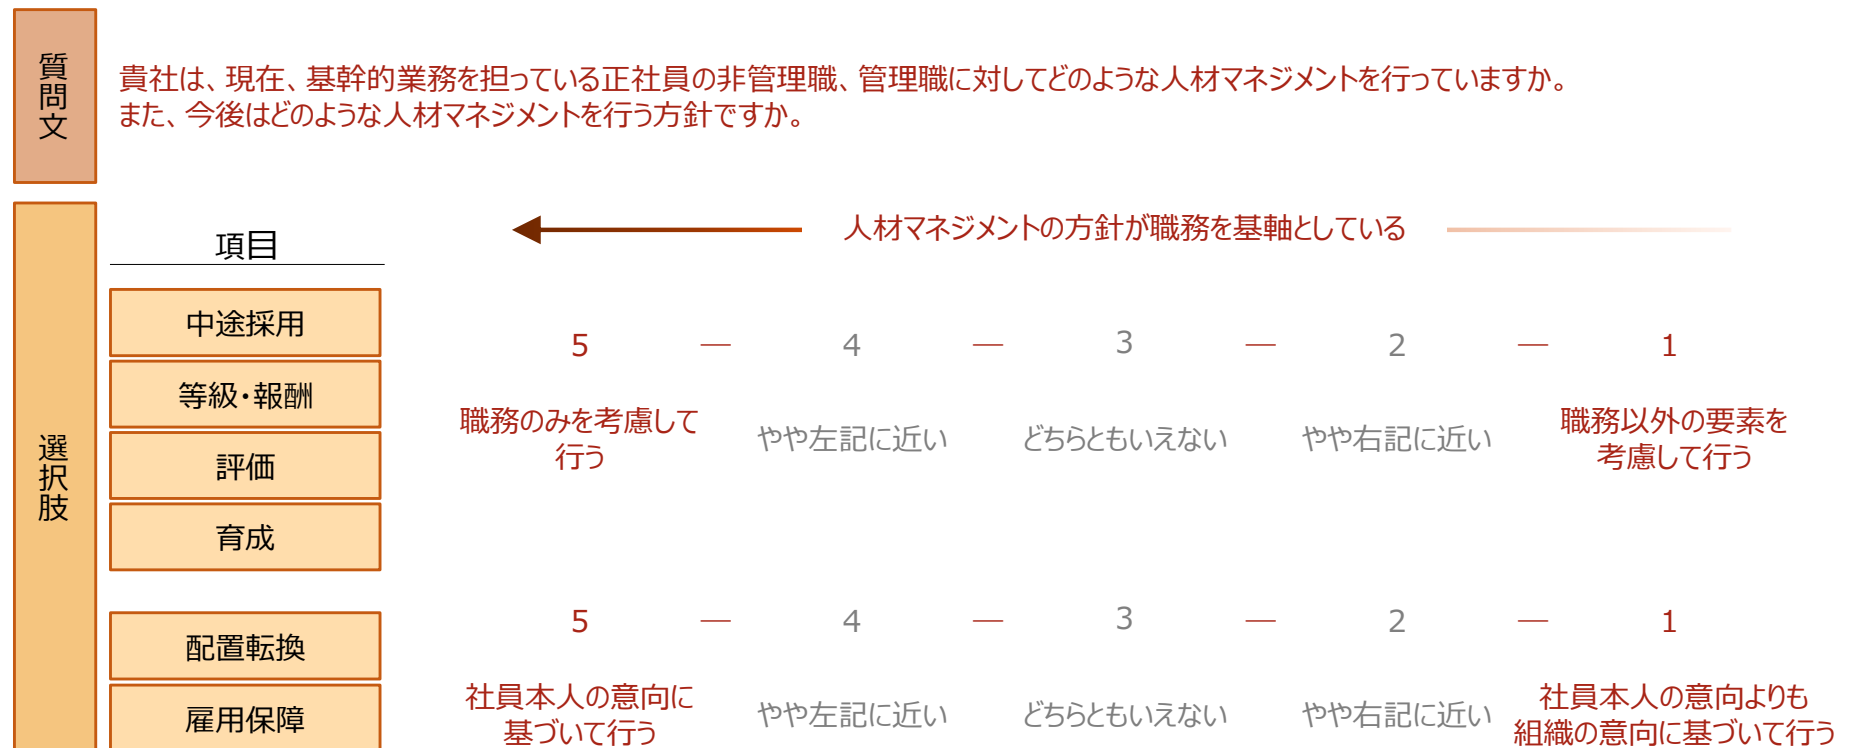 質問文
貴社は、現在、基幹的業務を担っている正社員の非管理職、管理職に対してどのような人材マネジメントを行っていますか。
また、今後はどのような人材マネジメントを行う方針ですか。
選択肢
項目
人材マネジメントの方針が職務を基軸としている
中途採用
等級・報酬
評価
育成
5 — 4 — 3 — 2 — 1
職務のみを考慮して
行う
やや左記に近い
どちらともいえない
やや右記に近い
職務以外の要素を
考慮して行う
配置転換
雇用保障
5 — 4 — 3 — 2 — 1
社員本人の意向に
基づいて行う
やや左記に近い
どちらともいえない
やや右記に近い
社員本人の意向よりも
組織の意向に基づいて行う